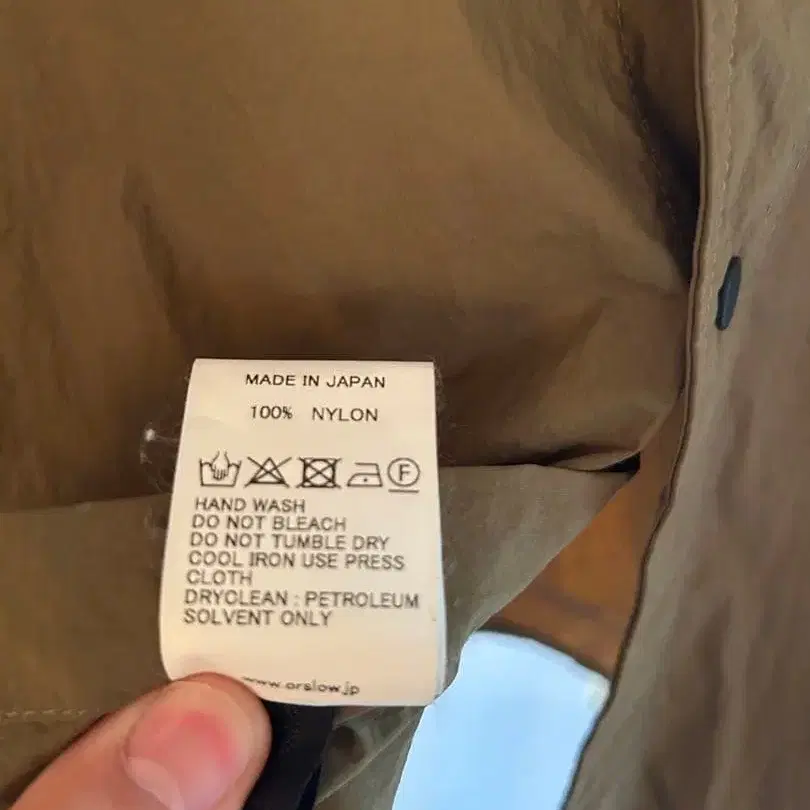 MADE IN JAPAN
100% NYLON
F
HAND WASH
DO NOT BLEACH
DO NOT TUMBLE DRY
COOL IRON USE PRESS
CLOTH
DRYCLEAN : PETROLEUM
SOLVENT ONLY
www.orslow.jp